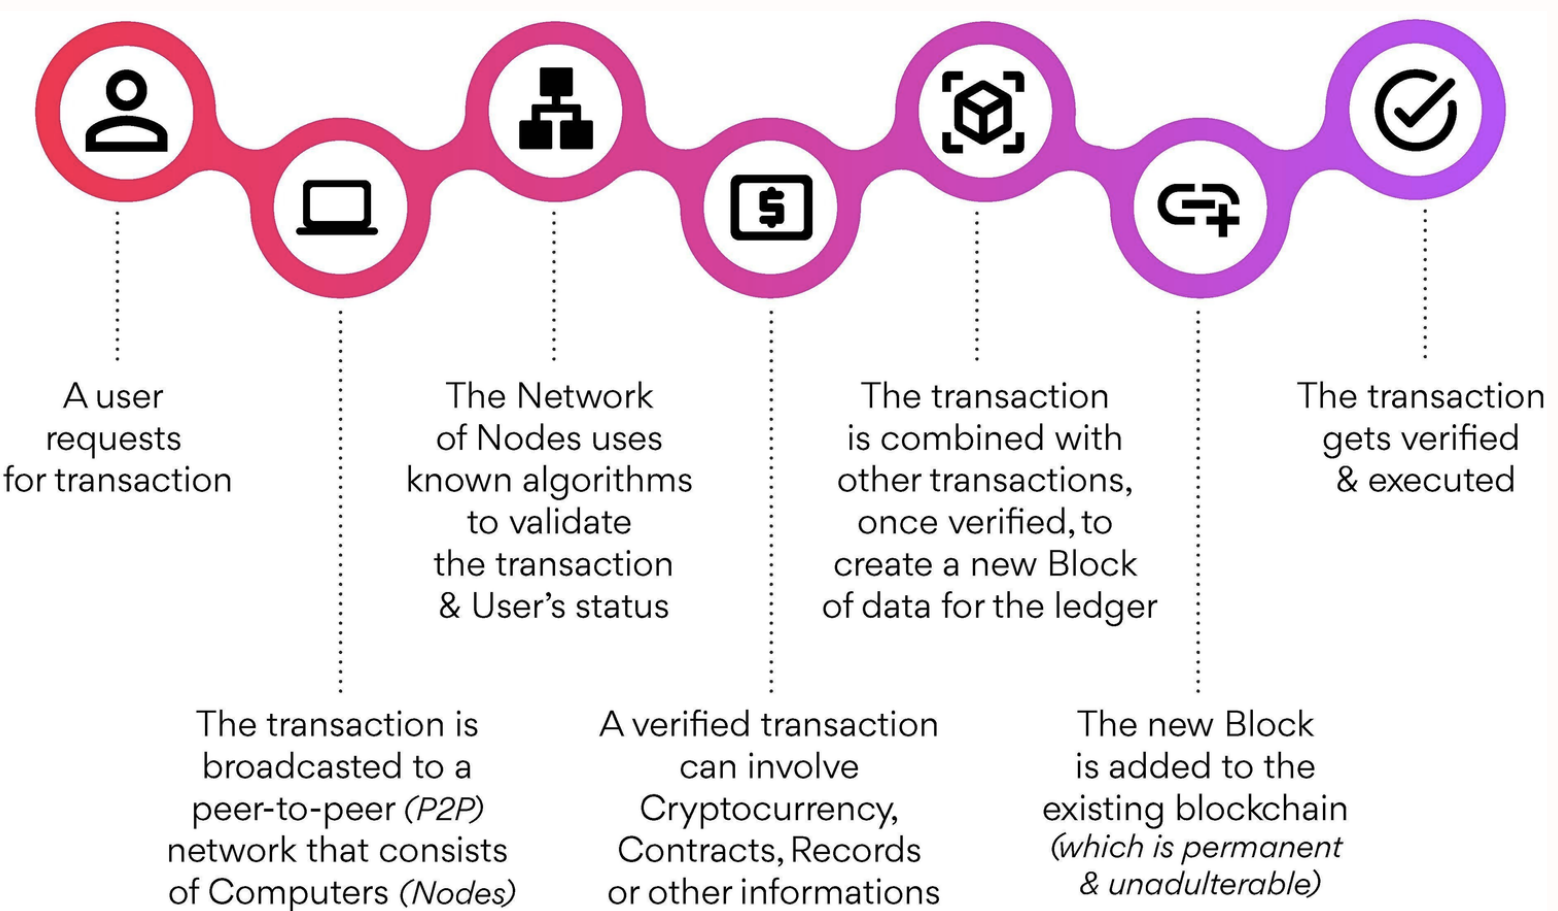 A user
requests
for transaction
The transaction is
broadcasted to a
peer-to-peer (P2P)
network that consists
of Computers (Nodes)
The Network
of Nodes uses
known algorithms
to validate
the transaction
& User's status
A verified transaction
can involve
Cryptocurrency,
Contracts, Records
or other informations
The transaction
is combined with
other transactions,
once verified, to
create a new Block
of data for the ledger
The new Block
is added to the
existing blockchain
(which is permanent
& unadulterable)
The transaction
gets verified
& executed